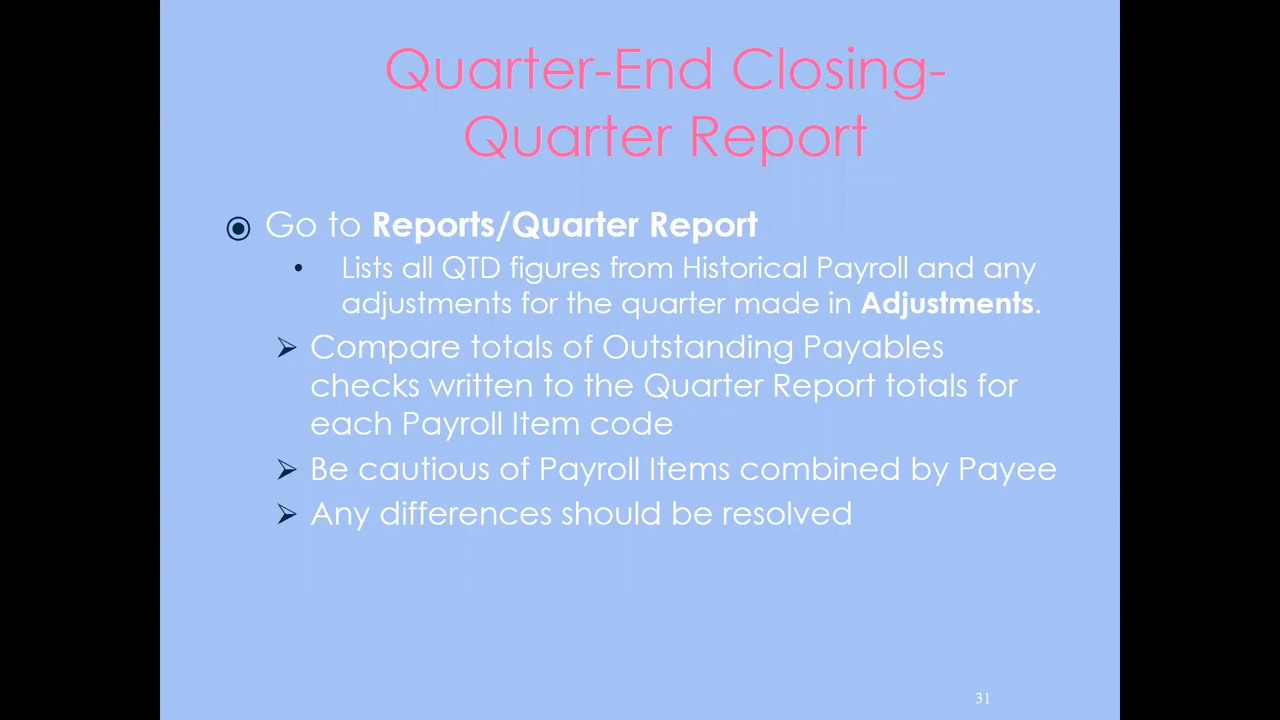 Quarter-End Closing-
Quarter Report
Go to Reports/Quarter Report
• Lists all QTD figures from Historical Payroll and any
adjustments for the quarter made in Adjustments.
➢ Compare totals of Outstanding Payables
checks written to the Quarter Report totals for
each Payroll Item code
➢ Be cautious of Payroll Items combined by Payee
➢ Any differences should be resolved
31